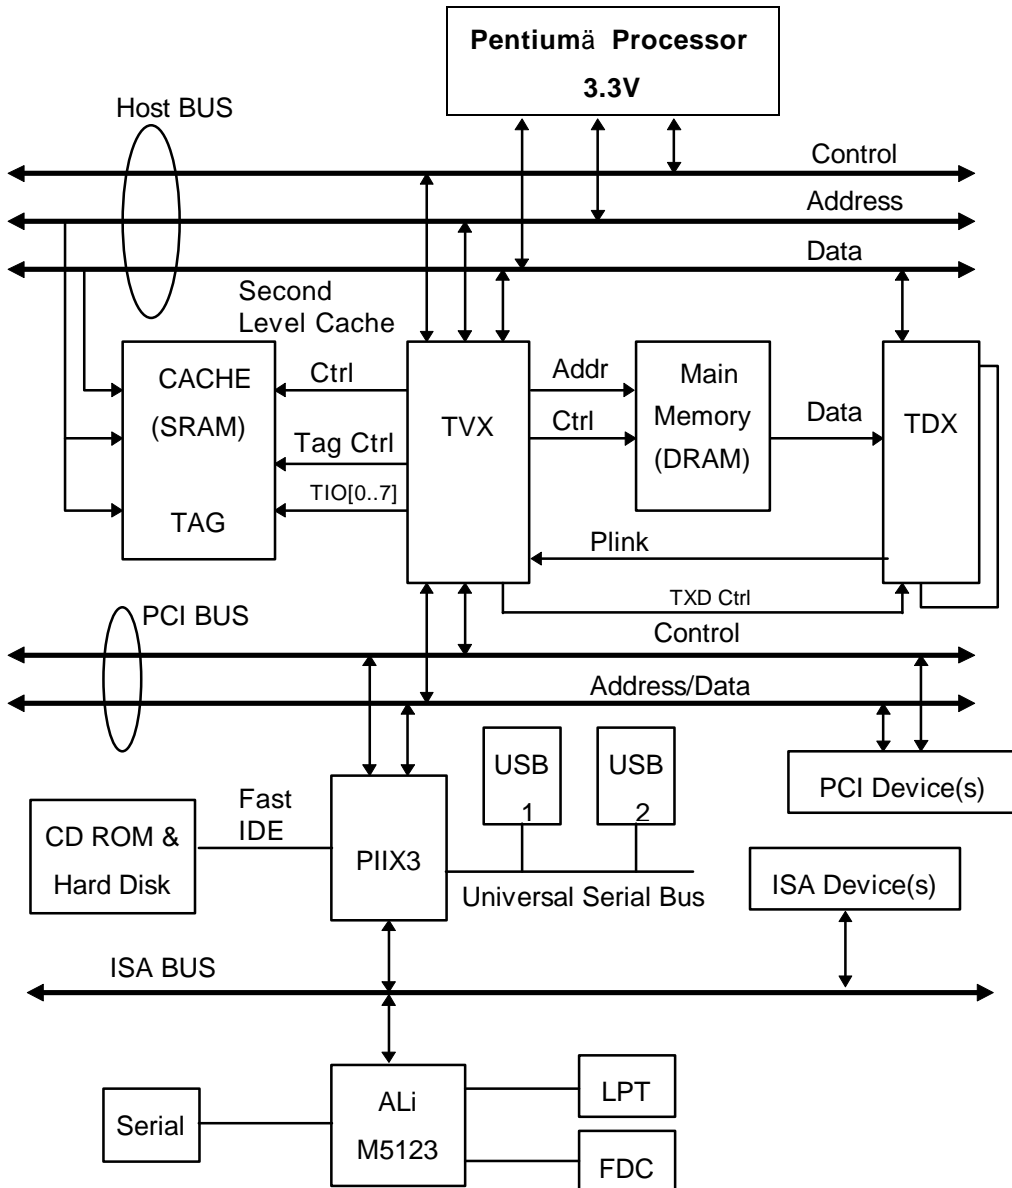 Pentiumä Processor
3.3V
Host BUS
Control
Address
Data
Second
Level Cache
CACHE
(SRAM)
TAG
Ctrl
Tag Ctrl
TIO[0..7]
TVX
Addr
Ctrl
Main
Memory
(DRAM)
Data
TDX
Plink
TXD Ctrl
PCI BUS
Control
Address/Data
USB
1
USB
2
PCI Device(s)
CD ROM &
Hard Disk
Fast
IDE
PIIX3
Universal Serial Bus
ISA Device(s)
ISA BUS
Serial
ALi
M5123
LPT
FDC